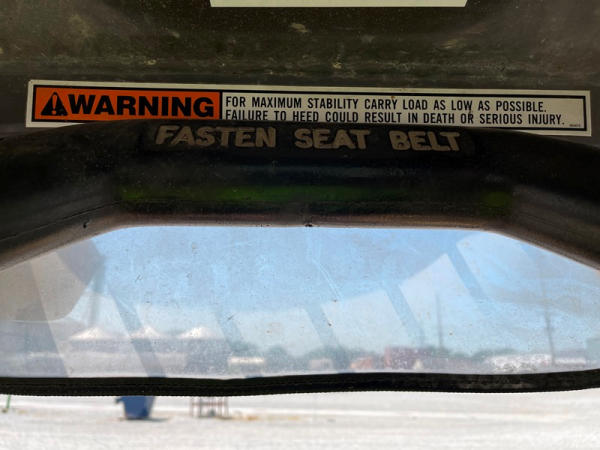 WARNING
FOR MAXIMUM STABILITY CARRY LOAD AS LOW AS POSSIBLE.
FAILURE TO HEED COULD RESULT IN DEATH OR SERIOUS INJURY.
FASTEN SEAT BELT